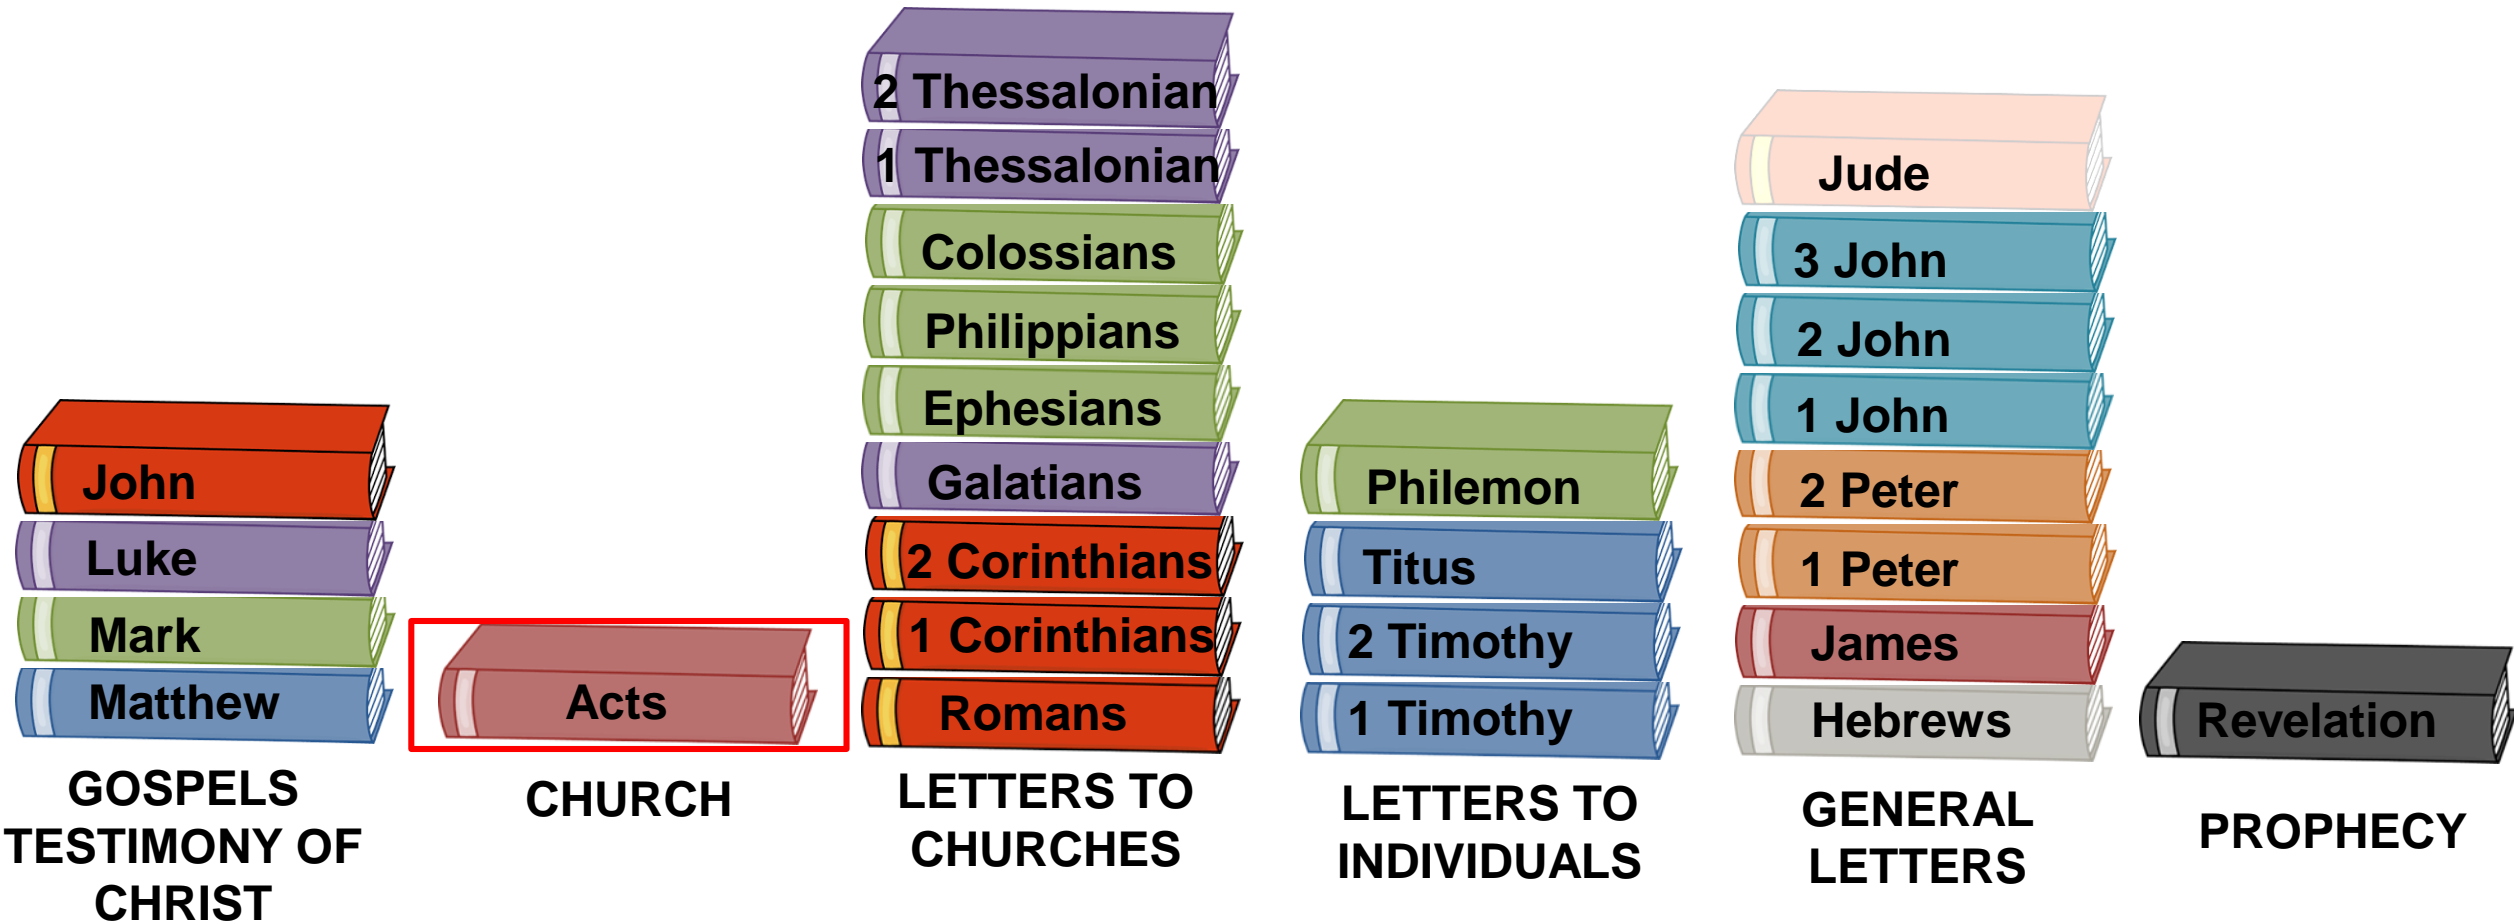 John
Luke
Mark
Matthew
GOSPELS
TESTIMONY OF
CHRIST
Acts
CHURCH
2 Thessalonian
1 Thessalonian
Colossians
Philippians
Ephesians
Galatians
2 Corinthians
1 Corinthians
Romans
LETTERS TO
CHURCHES
Philemon
Titus
2 Timothy
1 Timothy
LETTERS TO
INDIVIDUALS
Jude
3 John
2 John
1 John
2 Peter
1 Peter
James
Hebrews
GENERAL
LETTERS
Revelation
PROPHECY